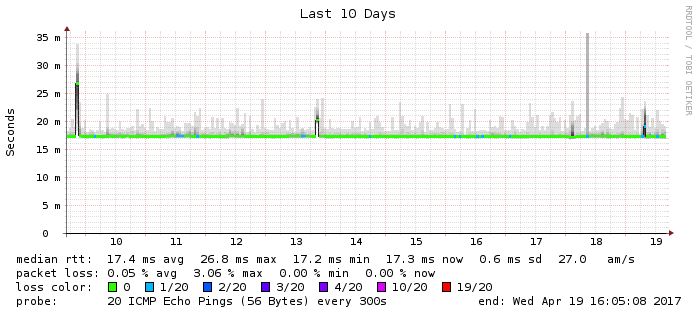 Last 10 Days
RRDTOOL / TOBI OETIKER
Seconds
35 m
30 m
25 m
20 m
15 m
10 m
5 m
0
10 11 12 13 14 15 16 17 18 19
median rtt: 17.4 ms avg 26.8 ms max 17.2 ms min 17.3 ms now 0.6 ms sd 27.0 am/s
packet loss: 0.05 % avg 3.06 % max 0.00 % min 0.00 % now
loss color: 0 1/20 2/20 3/20 4/20 10/20 19/20
probe: 20 ICMP Echo Pings (56 Bytes) every 300s end: Wed Apr 19 16:05:08 2017